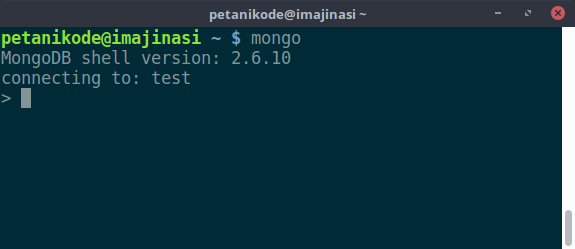 petanikode@imajinasi ~
petanikode@imajinasi ~ $ mongo
MongoDB shell version: 2.6.10
connecting to: test
>